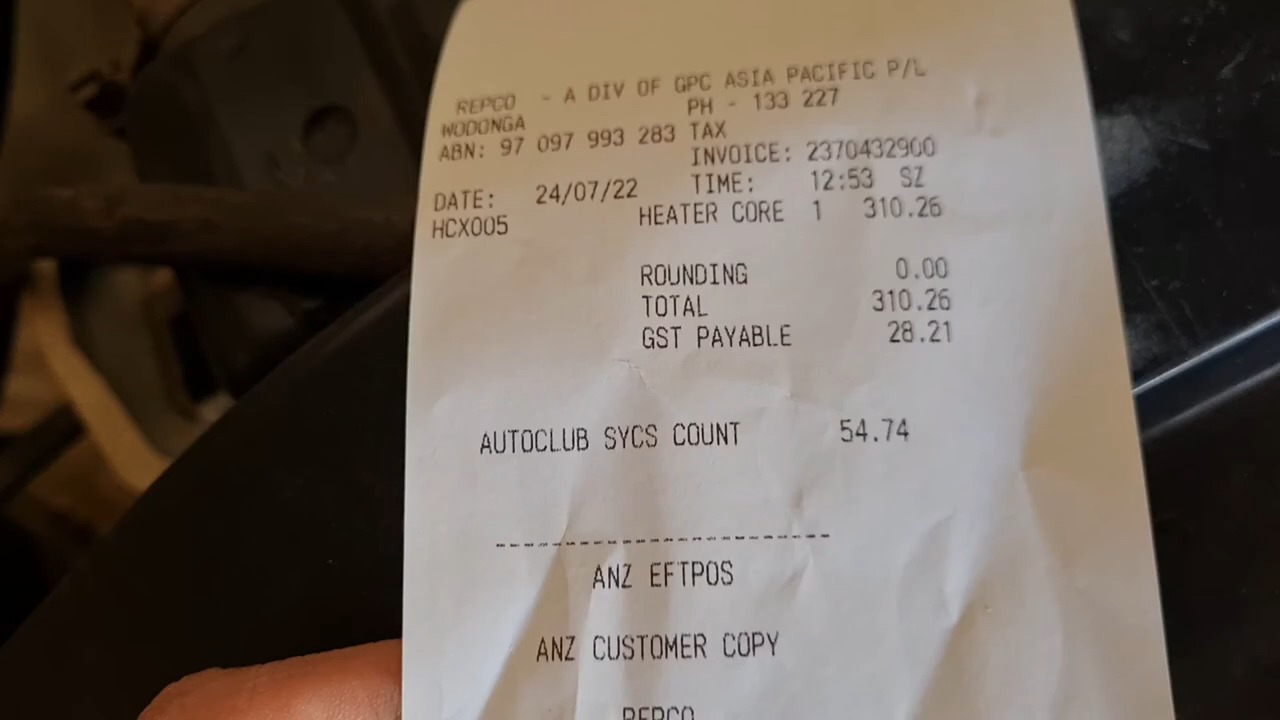 REPCO - A DIV OF GPC ASIA PACIFIC P/L
WODONGA PH - 133 227
ABN: 97 097 993 283 TAX
INVOICE: 2370432900
DATE: 24/07/22 TIME: 12:53 SZ
HCX005 HEATER CORE 1 310.26
ROUNDING 0.00
TOTAL 310.26
GST PAYABLE 28.21
AUTOCLUB SYCS COUNT 54.74
--------------------------------
ANZ EFTPOS
ANZ CUSTOMER COPY
REPCO